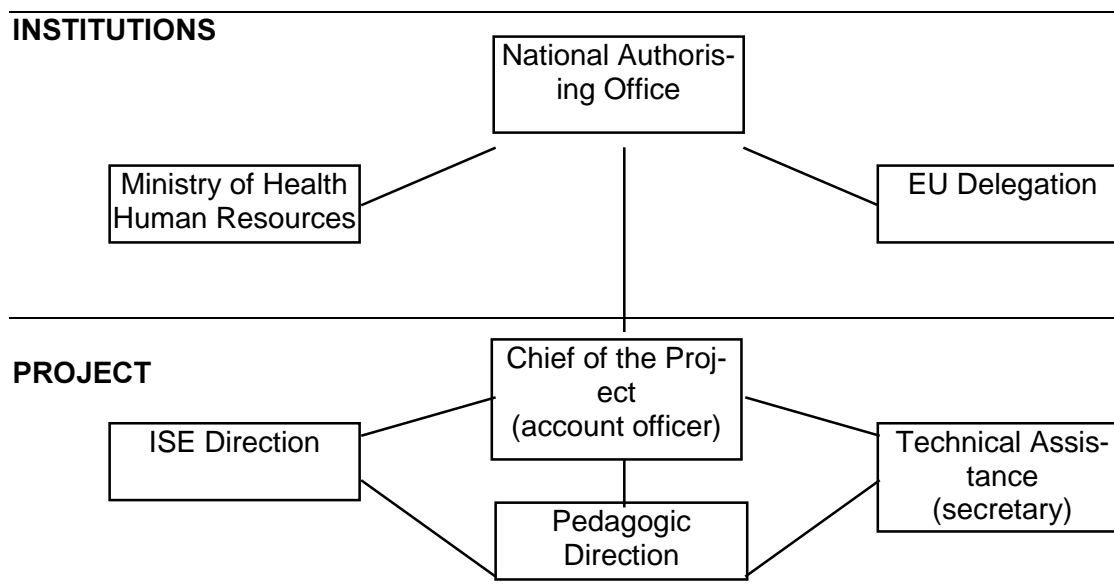 INSTITUTIONS
National Authoris-
ing Office
Ministry of Health
Human Resources
EU Delegation
PROJECT
Chief of the Proj-
ect
(account officer)
ISE Direction
Technical Assis-
tance
(secretary)
Pedagogic
Direction